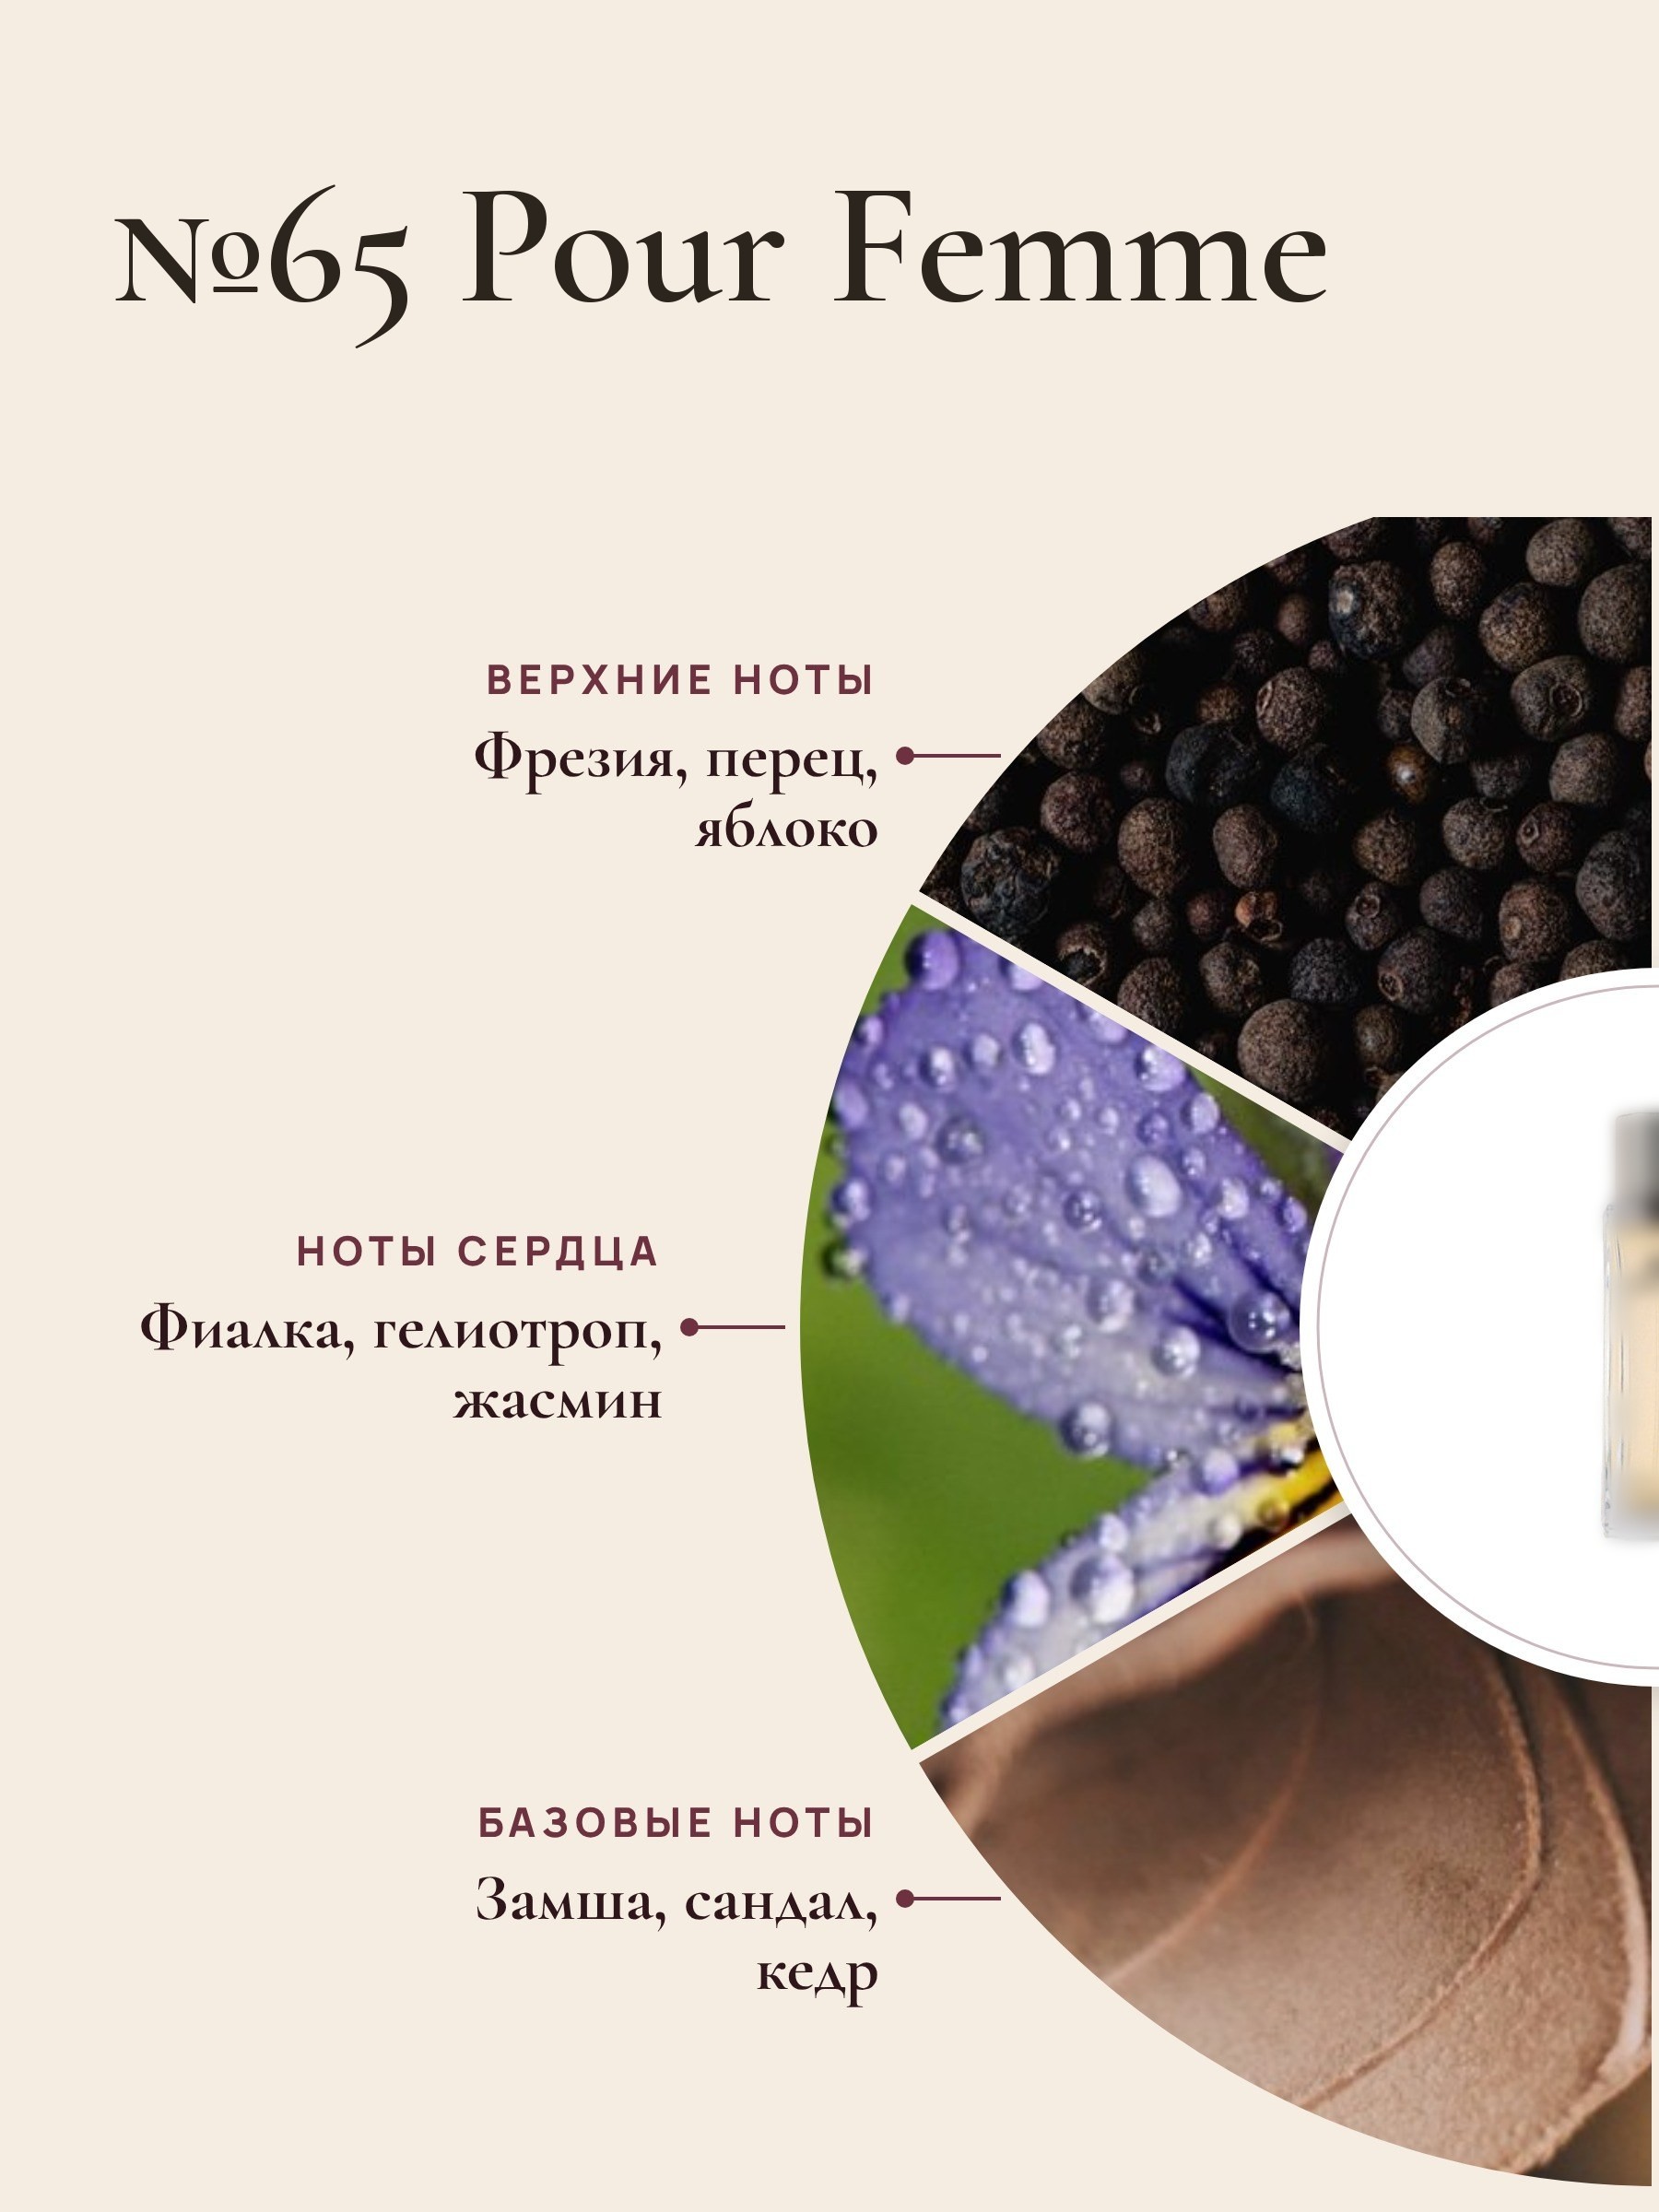 №65 Pour Femme
ВЕРХНИЕ НОТЫ
Фрезия, перец,
яблоко
НОТЫ СЕРДЦА
Фиалка, гелиотроп,
жасмин
БАЗОВЫЕ НОТЫ
Замша, сандал,
кедр